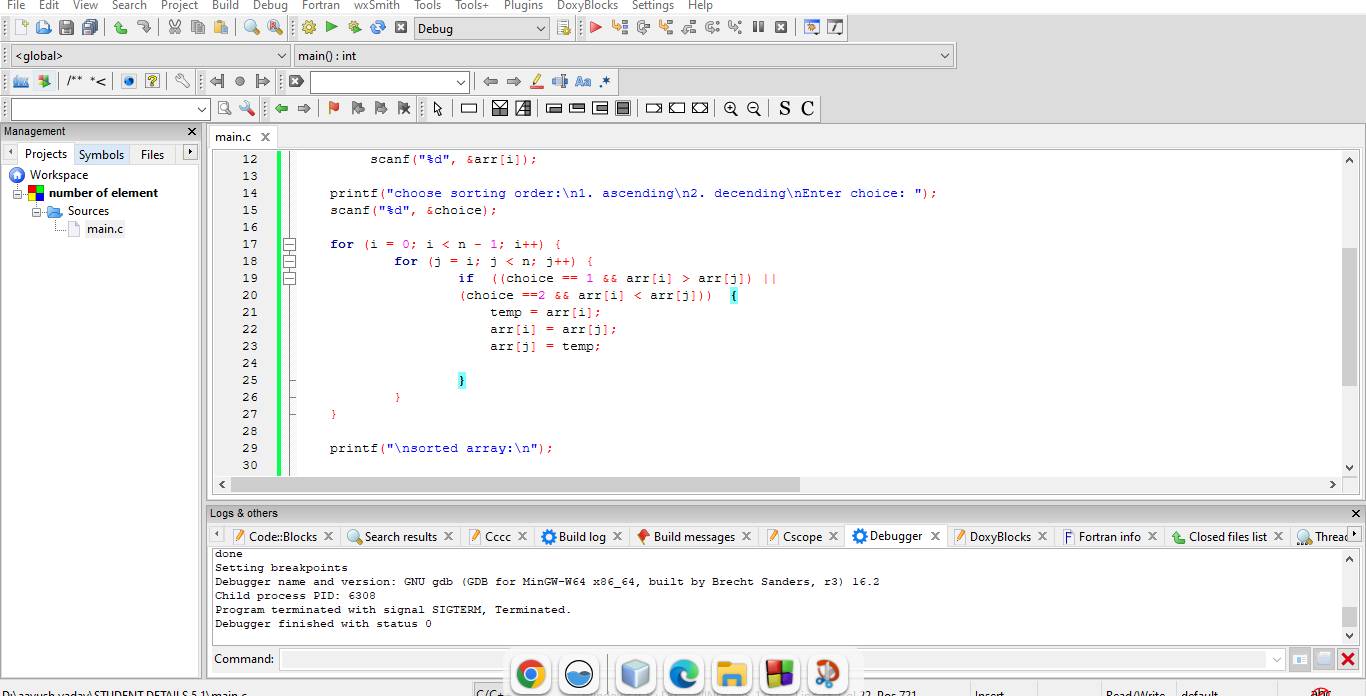 File Edit View Search Project Build Debug Fortran wxSmith Tools Tools+ Plugins DoxyBlocks Settings Help
Debug
<global> main() : int
/** *< Aa .*
S C
Management
Projects Symbols Files
Workspace
number of element
Sources
main.c
main.c
12 scanf("%d", &arr[i]);
13
14 printf("choose sorting order:\n1. ascending\n2. decending\nEnter choice: ");
15 scanf("%d", &choice);
16
17 for (i = 0; i < n - 1; i++) {
18 for (j = i; j < n; j++) {
19 if ((choice == 1 && arr[i] > arr[j]) ||
20 (choice ==2 && arr[i] < arr[j])) {
21 temp = arr[i];
22 arr[i] = arr[j];
23 arr[j] = temp;
24
25 }
26 }
27 }
28
29 printf("\nsorted array:\n");
30
Logs & others
Code::Blocks Search results Cccc Build log Build messages Cscope Debugger DoxyBlocks Fortran info Closed files list Threac
done
Setting breakpoints
Debugger name and version: GNU gdb (GDB for MinGW-W64 x86_64, built by Brecht Sanders, r3) 16.2
Child process PID: 6308
Program terminated with signal SIGTERM, Terminated.
Debugger finished with status 0
Command:
D:\aayush yadav\STUDENT DETAILS 5.1\main.c C/C+ Pos 721 Insert Read/Write default